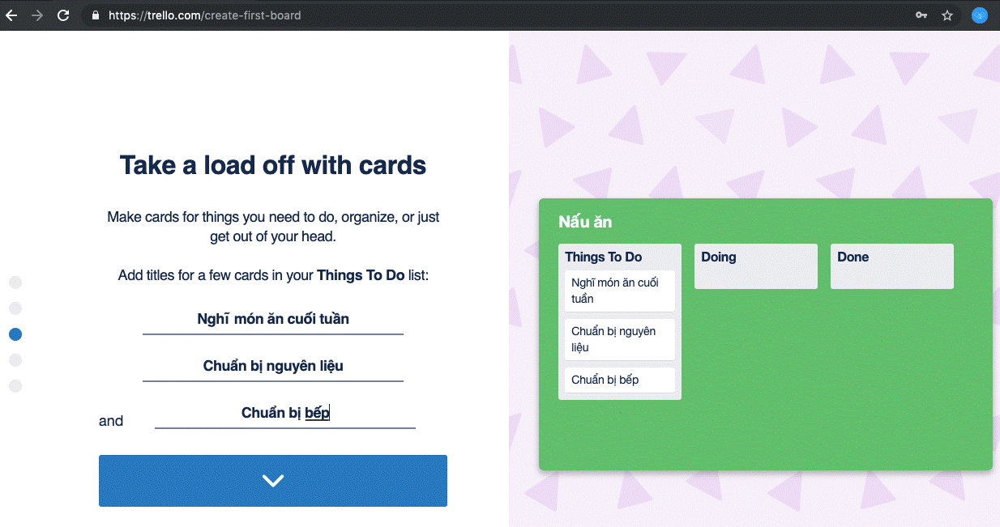 https://trello.com/create-first-board
Take a load off with cards
Make cards for things you need to do, organize, or just
get out of your head.
Add titles for a few cards in your Things To Do list:
Nghĩ món ăn cuối tuần
Chuẩn bị nguyên liệu
and Chuẩn bị bếp
Nấu ăn
Things To Do
Nghĩ món ăn cuối
tuần
Chuẩn bị nguyên
liệu
Chuẩn bị bếp
Doing
Done